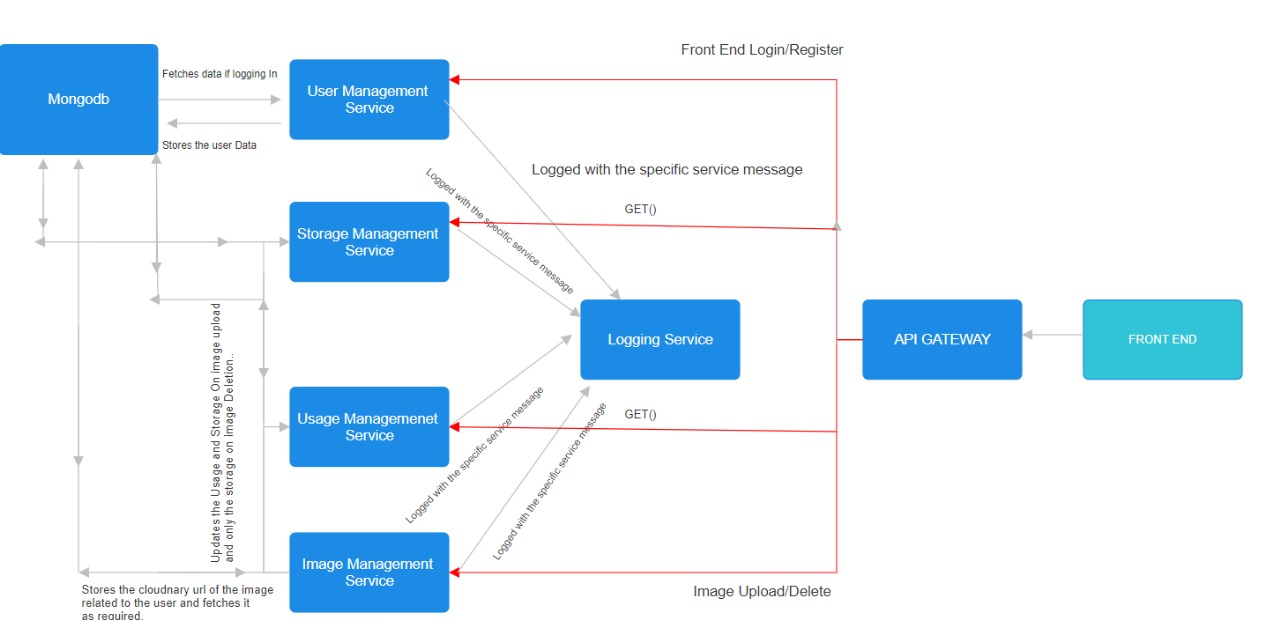 Front End Login/Register
Mongodb
Fetches data if logging In
Stores the user Data
User Management
Service
Logged with the specific service message
Logged with the specific service message
GET()
Storage Management
Service
Logging Service
API GATEWAY
FRONT END
Updates the Usage and Storage On image upload
and only the storage on image Deletion..
Usage Managemenet
Service
GET()
Logged with the specific service message
Logged with the specific service message
Image Management
Service
Image Upload/Delete
Stores the cloudnary url of the image
related to the user and fetches it
as required.